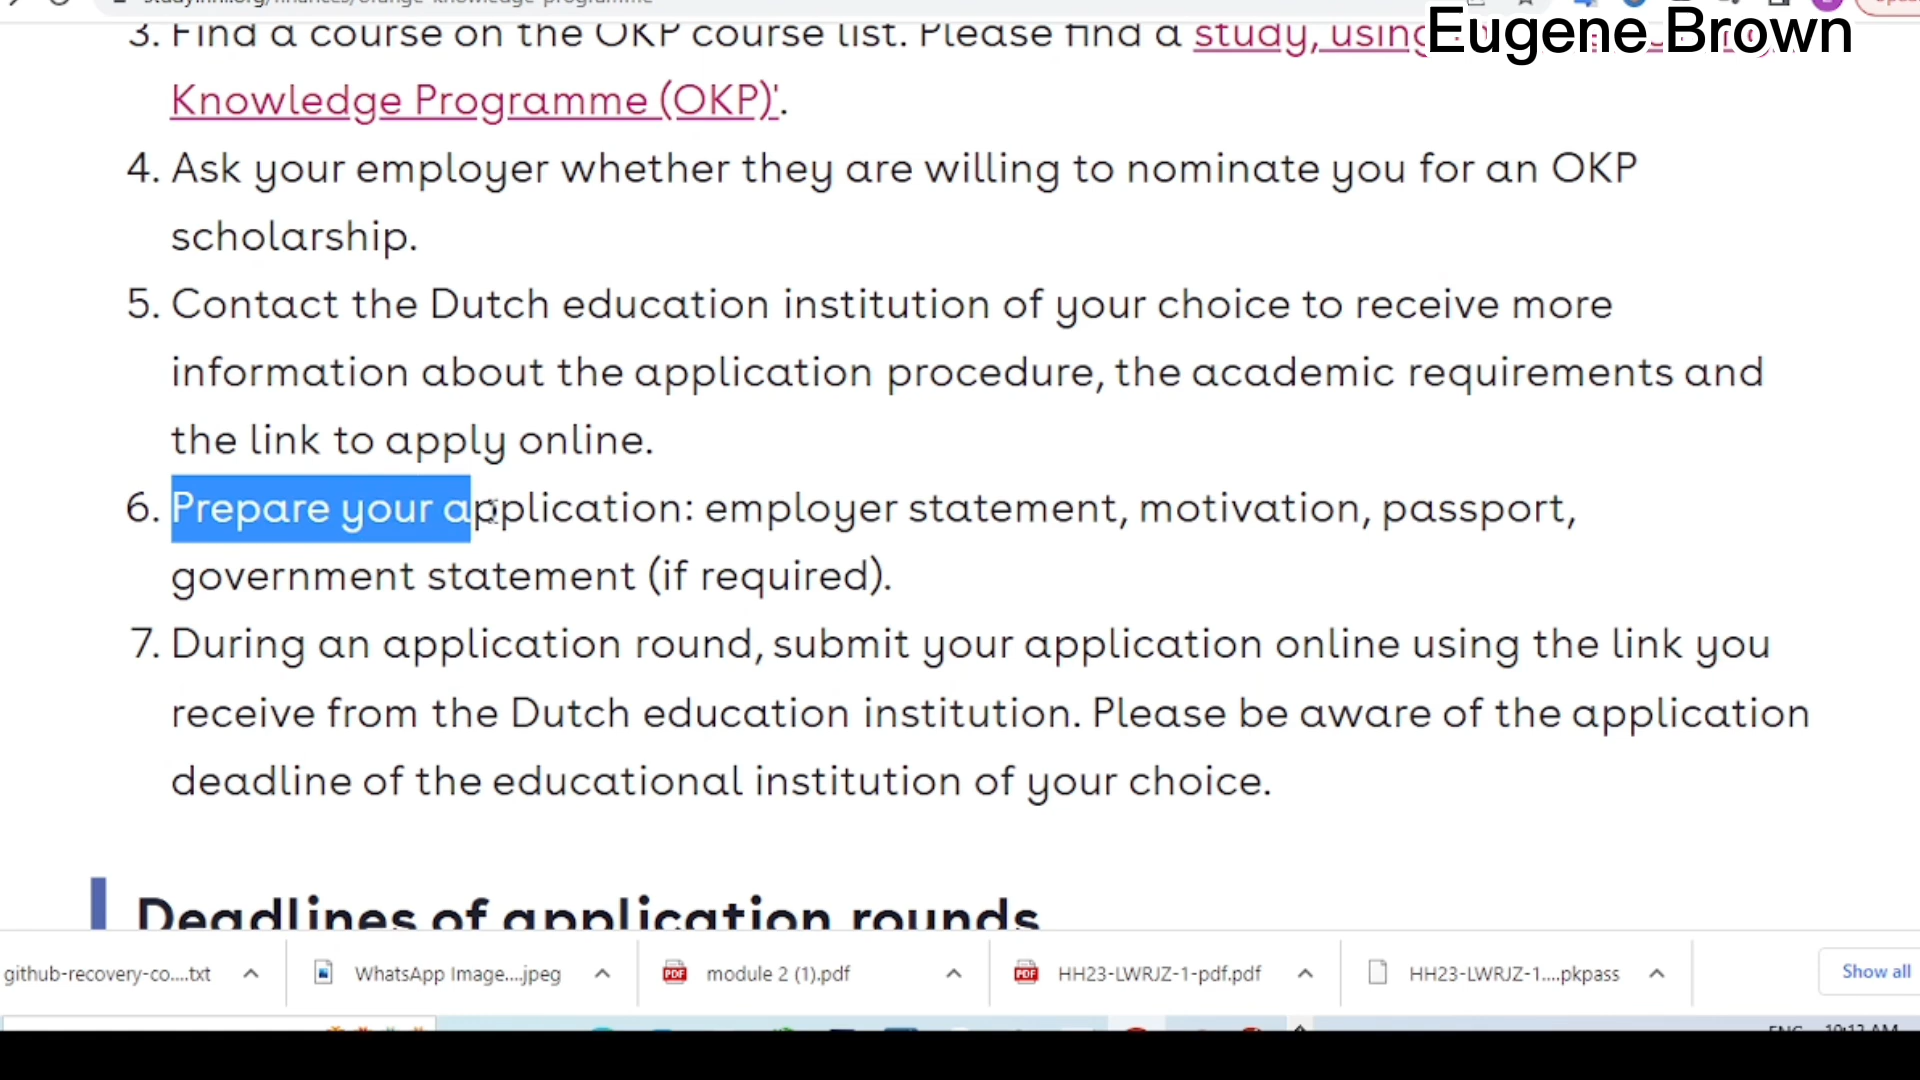 Eugene Brown
3. Find a course on the OKP course list. Please find a study, using
Knowledge Programme (OKP)'.
4. Ask your employer whether they are willing to nominate you for an OKP
scholarship.
5. Contact the Dutch education institution of your choice to receive more
information about the application procedure, the academic requirements and
the link to apply online.
6. Prepare your application: employer statement, motivation, passport,
government statement (if required).
7. During an application round, submit your application online using the link you
receive from the Dutch education institution. Please be aware of the application
deadline of the educational institution of your choice.
Deadlines of application rounds
github-recovery-co....txt
WhatsApp Image....jpeg
PDF module 2 (1).pdf
PDF HH23-LWRJZ-1-pdf.pdf
HH23-LWRJZ-1....pkpass
Show all
ENG 10:13 AM